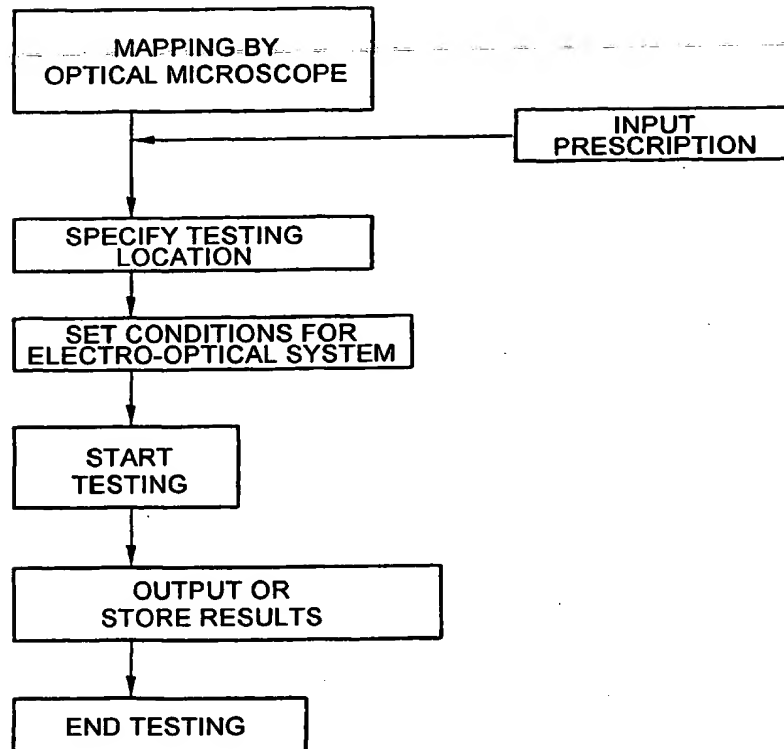 MAPPING BY
OPTICAL MICROSCOPE
INPUT
PRESCRIPTION
SPECIFY TESTING
LOCATION
SET CONDITIONS FOR
ELECTRO-OPTICAL SYSTEM
START
TESTING
OUTPUT OR
STORE RESULTS
END TESTING